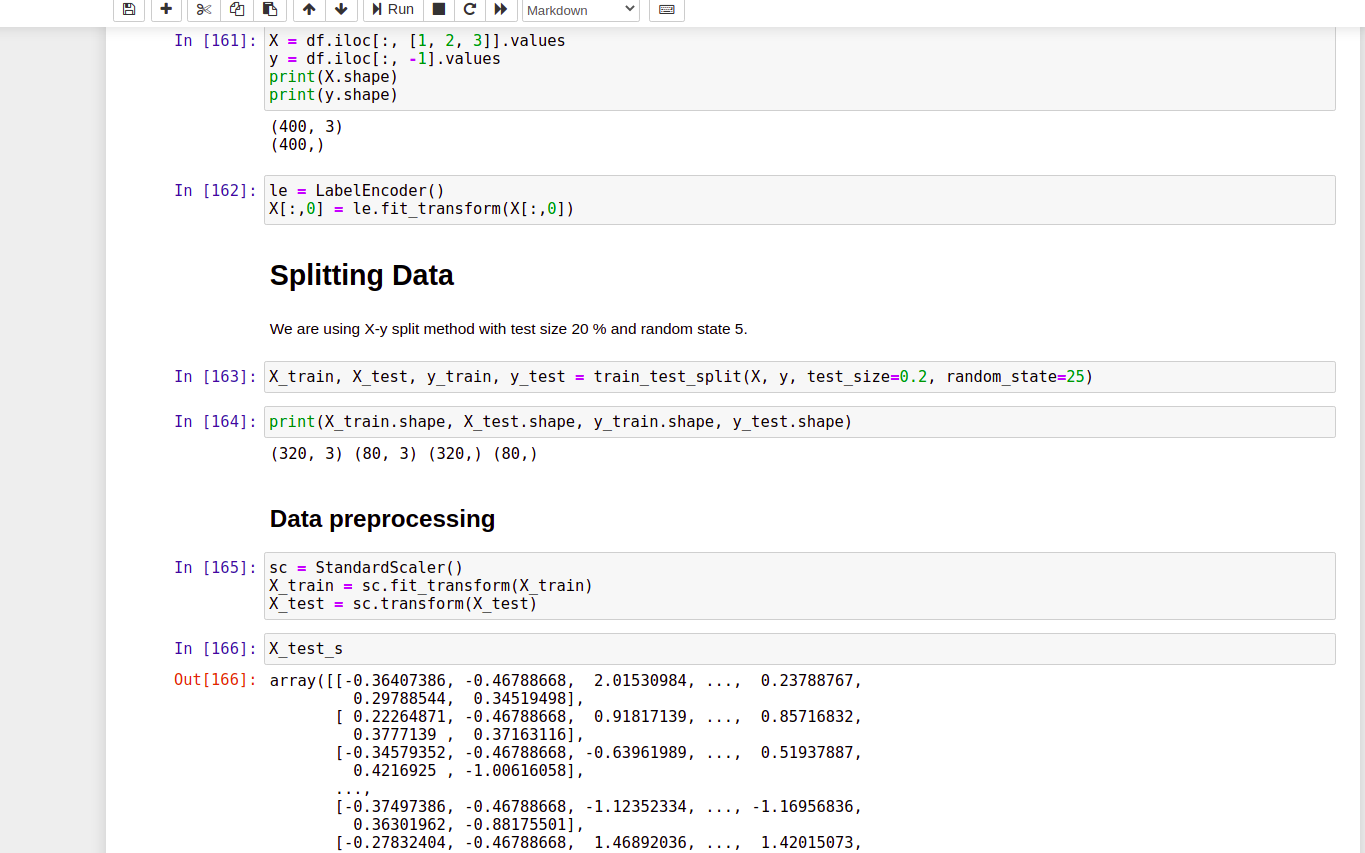 Run
Markdown
In [161]: X = df.iloc[:, [1, 2, 3]].values
y = df.iloc[:, -1].values
print(X.shape)
print(y.shape)
(400, 3)
(400,)
In [162]: le = LabelEncoder()
X[:,0] = le.fit_transform(X[:,0])
Splitting Data
We are using X-y split method with test size 20 % and random state 5.
In [163]: X_train, X_test, y_train, y_test = train_test_split(X, y, test_size=0.2, random_state=25)
In [164]: print(X_train.shape, X_test.shape, y_train.shape, y_test.shape)
(320, 3) (80, 3) (320,) (80,)
Data preprocessing
In [165]: sc = StandardScaler()
X_train = sc.fit_transform(X_train)
X_test = sc.transform(X_test)
In [166]: X_test_s
Out[166]: array([[-0.36407386, -0.46788668,  2.01530984, ...,  0.23788767,
0.29788544,  0.34519498],
[ 0.22264871, -0.46788668,  0.91817139, ...,  0.85716832,
0.3777139 ,  0.37163116],
[-0.34579352, -0.46788668, -0.63961989, ...,  0.51937887,
0.4216925 , -1.00616058],
...,
[-0.37497386, -0.46788668, -1.12352334, ..., -1.16956836,
0.36301962, -0.88175501],
[-0.27832404, -0.46788668,  1.46892036, ...,  1.42015073,